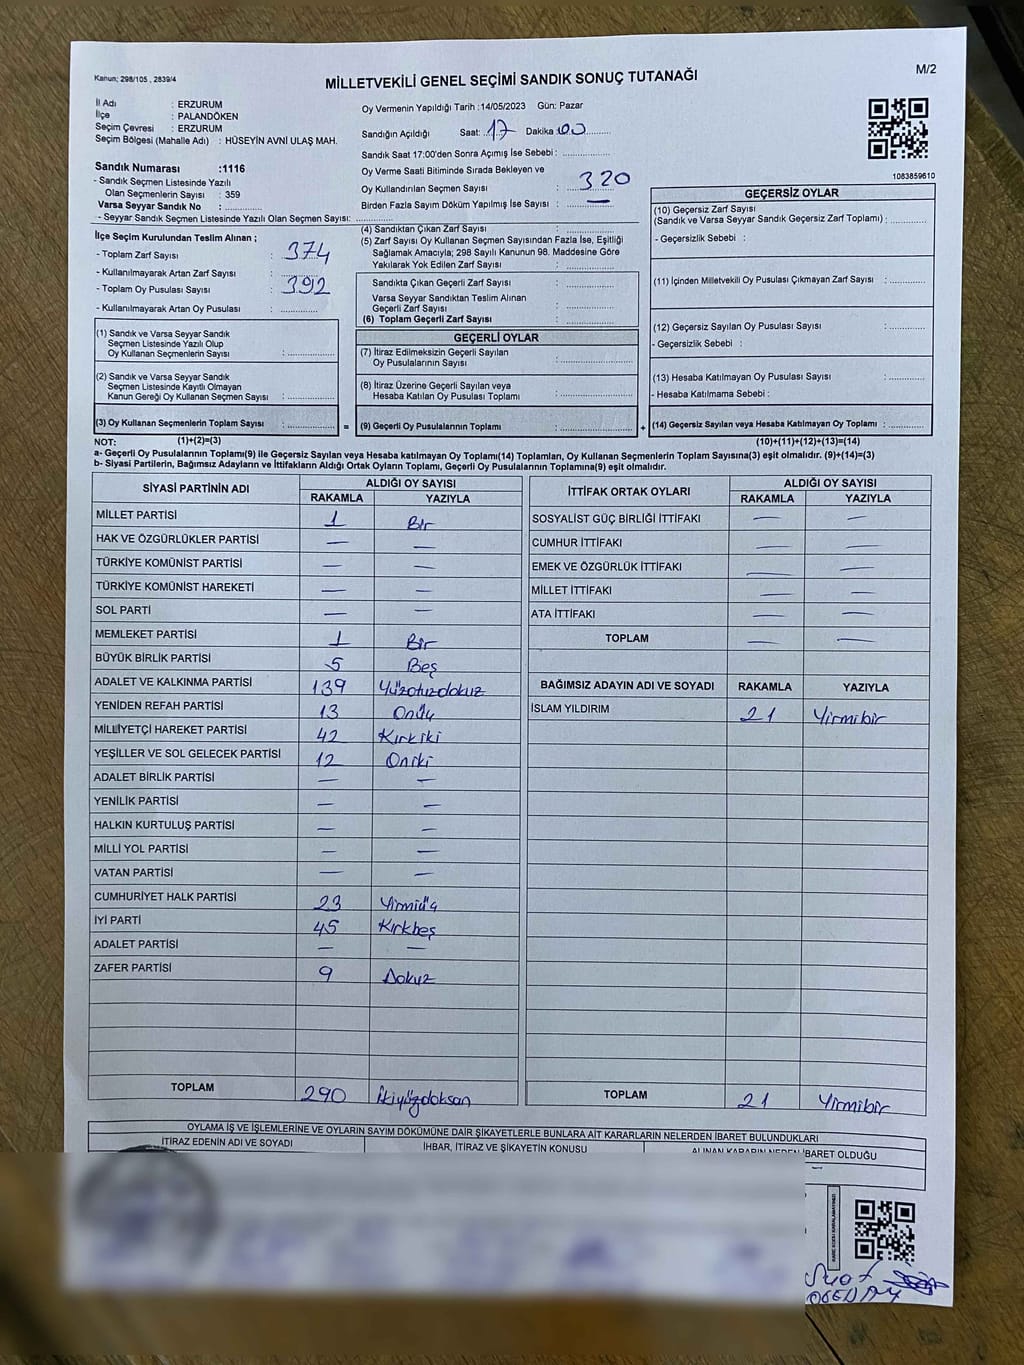 Kanun; 298/105 , 2839/4
MİLLETVEKİLİ GENEL SEÇİMİ SANDIK SONUÇ TUTANAĞI
M/2
İl Adı : ERZURUM
İlçe : PALANDÖKEN
Seçim Çevresi : ERZURUM
Seçim Bölgesi (Mahalle Adı) : HÜSEYİN AVNİ ULAŞ MAH.
Sandık Numarası :1116
- Sandık Seçmen Listesinde Yazılı
Olan Seçmenlerin Sayısı : 359
Varsa Seyyar Sandık No :
- Seyyar Sandık Seçmen Listesinde Yazılı Olan Seçmen Sayısı:
Oy Vermenin Yapıldığı Tarih :14/05/2023 Gün: Pazar
Sandığın Açıldığı Saat: 17 Dakika 00
Sandık Saat 17:00'den Sonra Açımış İse Sebebi :
Oy Verme Saati Bitiminde Sırada Bekleyen ve
Oy Kullandırılan Seçmen Sayısı : 320
Birden Fazla Sayım Döküm Yapılmış İse Sayısı : —
1083859610
İlçe Seçim Kurulundan Teslim Alınan ;
- Toplam Zarf Sayısı : 374
- Kullanılmayarak Artan Zarf Sayısı :
- Toplam Oy Pusulası Sayısı : 392
- Kullanılmayarak Artan Oy Pusulası :
(1) Sandık ve Varsa Seyyar Sandık
Seçmen Listesinde Yazılı Olup
Oy Kullanan Seçmenlerin Sayısı :
(2) Sandık ve Varsa Seyyar Sandık
Seçmen Listesinde Kayıtlı Olmayan
Kanun Gereği Oy Kullanan Seçmen Sayısı :
(3) Oy Kullanan Seçmenlerin Toplam Sayısı : =
(4) Sandıktan Çıkan Zarf Sayısı :
(5) Zarf Sayısı Oy Kullanan Seçmen Sayısından Fazla İse, Eşitliği
Sağlamak Amacıyla; 298 Sayılı Kanunun 98. Maddesine Göre
Yakılarak Yok Edilen Zarf Sayısı :
Sandıkta Çıkan Geçerli Zarf Sayısı :
Varsa Seyyar Sandıktan Teslim Alınan
Geçerli Zarf Sayısı :
(6) Toplam Geçerli Zarf Sayısı :
GEÇERLİ OYLAR
(7) İtiraz Edilmeksizin Geçerli Sayılan
Oy Pusulalarının Sayısı :
(8) İtiraz Üzerine Geçerli Sayılan veya
Hesaba Katılan Oy Pusulası Toplamı :
(9) Geçerli Oy Pusulalarının Toplamı : +
GEÇERSİZ OYLAR
(10) Geçersiz Zarf Sayısı
(Sandık ve Varsa Seyyar Sandık Geçersiz Zarf Toplamı) :
- Geçersizlik Sebebi :
(11) İçinden Milletvekili Oy Pusulası Çıkmayan Zarf Sayısı :
(12) Geçersiz Sayılan Oy Pusulası Sayısı :
- Geçersizlik Sebebi :
(13) Hesaba Katılmayan Oy Pusulası Sayısı :
- Hesaba Katılmama Sebebi :
(14) Geçersiz Sayılan veya Hesaba Katılmayan Oy Toplamı :
NOT: (1)+(2)=(3) (10)+(11)+(12)+(13)=(14)
a- Geçerli Oy Pusulalarının Toplamı(9) ile Geçersiz Sayılan veya Hesaba katılmayan Oy Toplamı(14) Toplamları, Oy Kullanan Seçmenlerin Toplam Sayısına(3) eşit olmalıdır. (9)+(14)=(3)
b- Siyasi Partilerin, Bağımsız Adayların ve İttifakların Aldığı Ortak Oyların Toplamı, Geçerli Oy Pusulalarının Toplamına(9) eşit olmalıdır.
SİYASİ PARTİNİN ADI ALDIĞI OY SAYISI
RAKAMLA YAZIYLA
MİLLET PARTİSİ 1 Bir
HAK VE ÖZGÜRLÜKLER PARTİSİ — —
TÜRKİYE KOMÜNİST PARTİSİ — —
TÜRKİYE KOMÜNİST HAREKETİ — —
SOL PARTİ — —
MEMLEKET PARTİSİ 1 Bir
BÜYÜK BİRLİK PARTİSİ 5 Beş
ADALET VE KALKINMA PARTİSİ 139 Yüzotuzdokuz
YENİDEN REFAH PARTİSİ 13 Onüç
MİLLİYETÇİ HAREKET PARTİSİ 42 Kırkiki
YEŞİLLER VE SOL GELECEK PARTİSİ 12 Oniki
ADALET BİRLİK PARTİSİ — —
YENİLİK PARTİSİ — —
HALKIN KURTULUŞ PARTİSİ — —
MİLLİ YOL PARTİSİ — —
VATAN PARTİSİ — —
CUMHURİYET HALK PARTİSİ 23 Yirmiüç
İYİ PARTİ 45 Kırkbeş
ADALET PARTİSİ — —
ZAFER PARTİSİ 9 Dokuz
TOPLAM 290 İkiyüzdoksan
İTTİFAK ORTAK OYLARI ALDIĞI OY SAYISI
RAKAMLA YAZIYLA
SOSYALİST GÜÇ BİRLİĞİ İTTİFAKI — —
CUMHUR İTTİFAKI — —
EMEK VE ÖZGÜRLÜK İTTİFAKI — —
MİLLET İTTİFAKI — —
ATA İTTİFAKI — —
TOPLAM — —
BAĞIMSIZ ADAYIN ADI VE SOYADI RAKAMLA YAZIYLA
İSLAM YILDIRIM 21 Yirmibir
TOPLAM 21 Yirmibir
OYLAMA İŞ VE İŞLEMLERİNE VE OYLARIN SAYIM DÖKÜMÜNE DAİR ŞİKAYETLERLE BUNLARA AİT KARARLARIN NELERDEN İBARET BULUNDUKLARI
İTİRAZ EDENİN ADI VE SOYADI İHBAR, İTİRAZ VE ŞİKAYETİN KONUSU ALINAN KARARIN NEDEN İBARET OLDUĞU
—